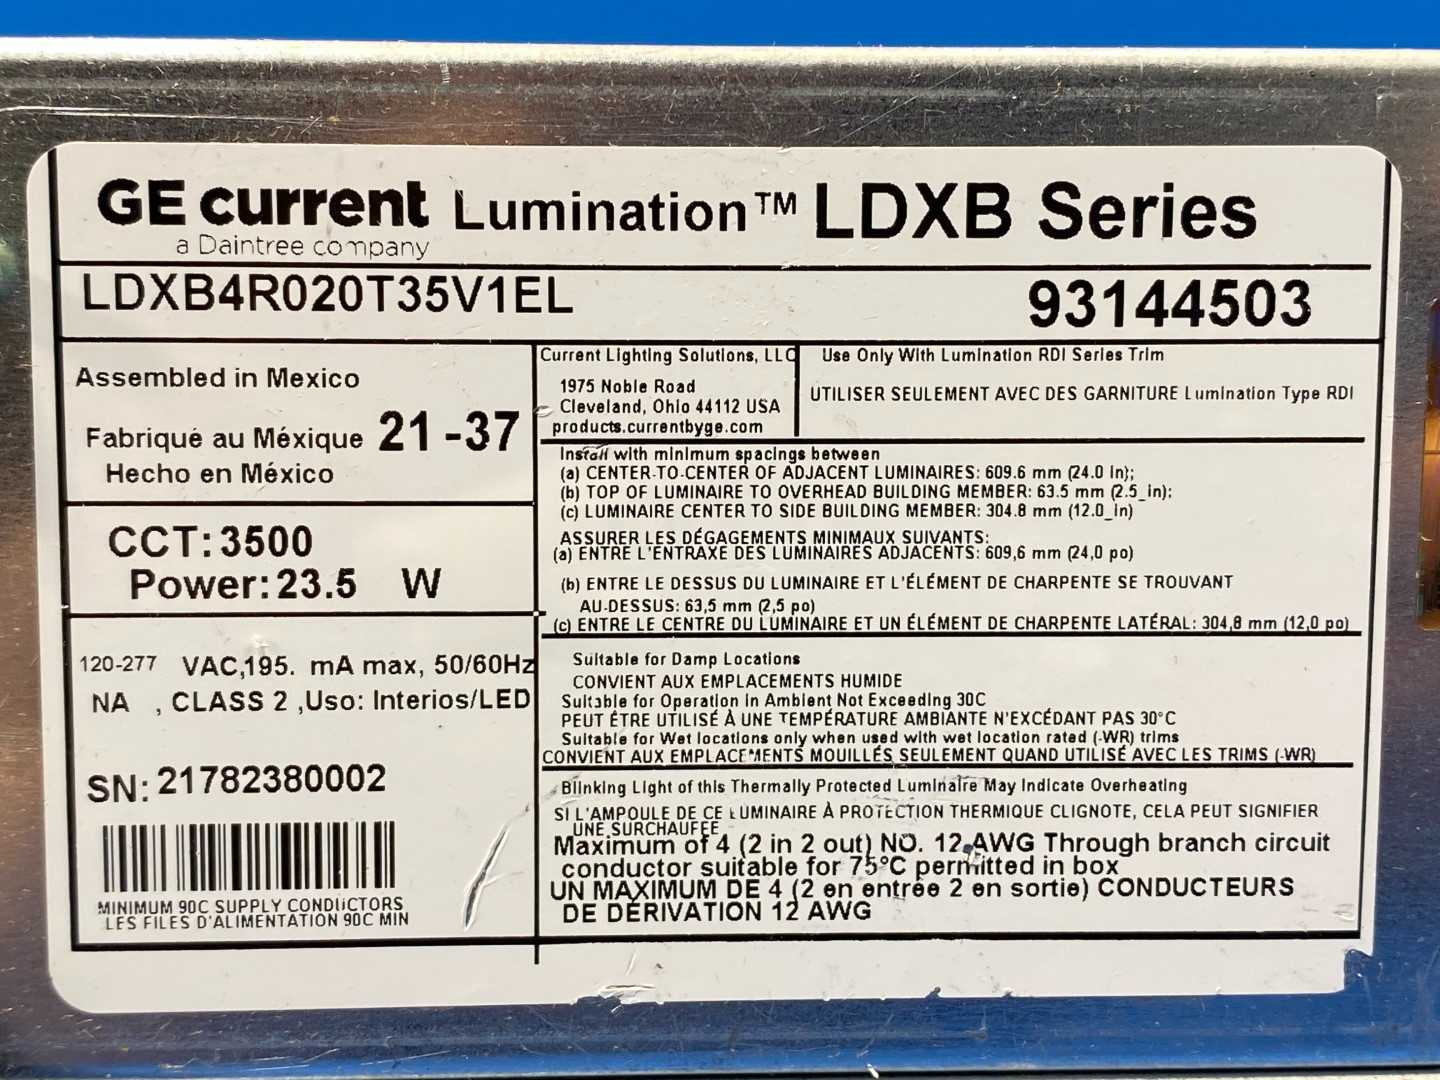 GE current Lumination™ LDXB Series
a Daintree company
LDXB4R020T35V1EL 93144503
Assembled in Mexico
Fabriqué au Méxique 21 -37
Hecho en México
CCT: 3500
Power: 23.5 W
120-277 VAC,195. mA max, 50/60Hz
NA , CLASS 2 ,Uso: Interios/LED
SN: 21782380002
MINIMUM 90C SUPPLY CONDUCTORS
LES FILES D'ALIMENTATION 90C MIN
Current Lighting Solutions, LLC
1975 Noble Road
Cleveland, Ohio 44112 USA
products.currentbyge.com
Use Only With Lumination RDI Series Trim
UTILISER SEULEMENT AVEC DES GARNITURE Lumination Type RDI
Install with minimum spacings between
(a) CENTER-TO-CENTER OF ADJACENT LUMINAIRES: 609.6 mm (24.0 in);
(b) TOP OF LUMINAIRE TO OVERHEAD BUILDING MEMBER: 63.5 mm (2.5_in);
(c) LUMINAIRE CENTER TO SIDE BUILDING MEMBER: 304.8 mm (12.0_in)
ASSURER LES DÉGAGEMENTS MINIMAUX SUIVANTS:
(a) ENTRE L'ENTRAXE DES LUMINAIRES ADJACENTS: 609,6 mm (24,0 po)
(b) ENTRE LE DESSUS DU LUMINAIRE ET L'ÉLÉMENT DE CHARPENTE SE TROUVANT
AU-DESSUS: 63,5 mm (2,5 po)
(c) ENTRE LE CENTRE DU LUMINAIRE ET UN ÉLÉMENT DE CHARPENTE LATÉRAL: 304,8 mm (12,0 po)
Suitable for Damp Locations
CONVIENT AUX EMPLACEMENTS HUMIDE
Suitable for Operation in Ambient Not Exceeding 30C
PEUT ÊTRE UTILISÉ À UNE TEMPÉRATURE AMBIANTE N'EXCÉDANT PAS 30°C
Suitable for Wet locations only when used with wet location rated (-WR) trims
CONVIENT AUX EMPLACEMENTS MOUILLÉS SEULEMENT QUAND UTILISÉ AVEC LES TRIMS (-WR)
Blinking Light of this Thermally Protected Luminaire May Indicate Overheating
SI L'AMPOULE DE CE LUMINAIRE À PROTECTION THERMIQUE CLIGNOTE, CELA PEUT SIGNIFIER
UNE SURCHAUFFE
Maximum of 4 (2 in 2 out) NO. 12 AWG Through branch circuit
conductor suitable for 75°C permitted in box
UN MAXIMUM DE 4 (2 en entrée 2 en sortie) CONDUCTEURS
DE DÉRIVATION 12 AWG